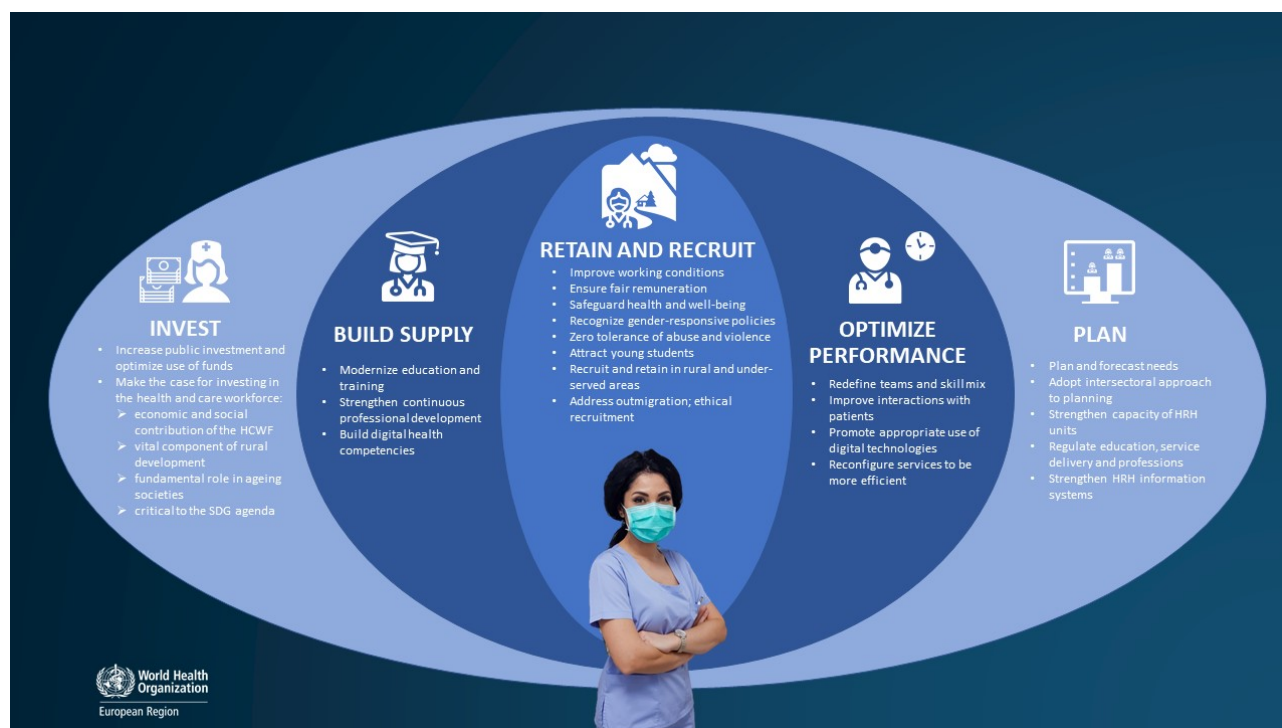 INVEST
• Increase public investment and
optimize use of funds
• Make the case for investing in
the health and care workforce:
➢ economic and social
contribution of the HCWF
➢ vital component of rural
development
➢ fundamental role in ageing
societies
➢ critical to the SDG agenda
BUILD SUPPLY
• Modernize education and
training
• Strengthen continuous
professional development
• Build digital health
competencies
RETAIN AND RECRUIT
• Improve working conditions
• Ensure fair remuneration
• Safeguard health and well-being
• Recognize gender-responsive policies
• Zero tolerance of abuse and violence
• Attract young students
• Recruit and retain in rural and under-
served areas
• Address outmigration; ethical
recruitment
OPTIMIZE
PERFORMANCE
• Redefine teams and skill mix
• Improve interactions with
patients
• Promote appropriate use of
digital technologies
• Reconfigure services to be
more efficient
PLAN
• Plan and forecast needs
• Adopt intersectoral approach
to planning
• Strengthen capacity of HRH
units
• Regulate education, service
delivery and professions
• Strengthen HRH information
systems
World Health
Organization
European Region